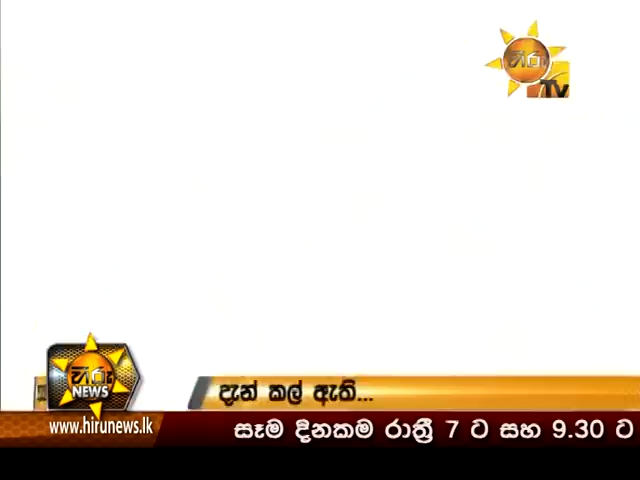 හිරු
TV
හිරු
NEWS
දැන් කල් ඇති...
www.hirunews.lk
සෑම දිනකම රාත්‍රී 7 ට සහ 9.30 ට